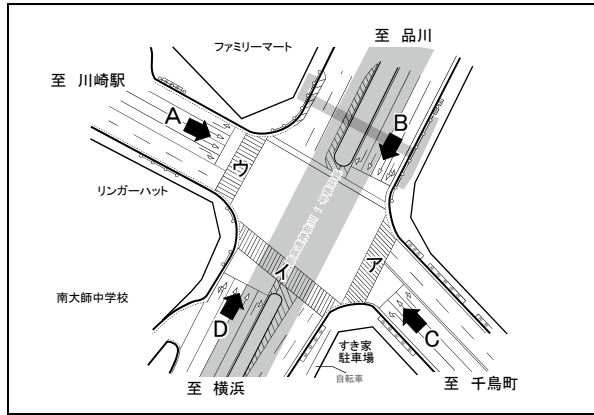 至 品川
ファミリーマート
至 川崎駅
A
B
ウ
リンガーハット
イ
ア
南大師中学校
D
C
すき家
駐車場
自転車
至 横浜
至 千鳥町